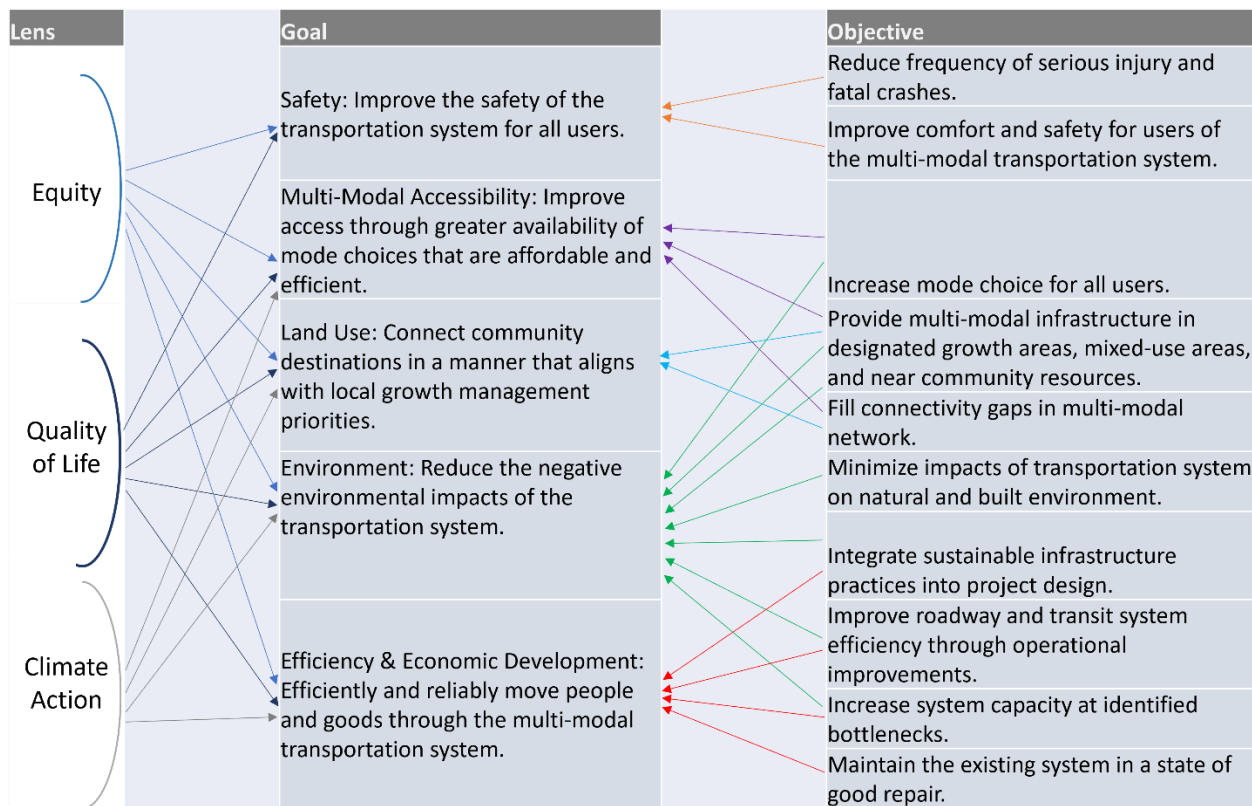 Lens
Goal
Objective
Equity
Quality
of Life
Climate
Action
Safety: Improve the safety of the
transportation system for all users.
Multi-Modal Accessibility: Improve
access through greater availability of
mode choices that are affordable and
efficient.
Land Use: Connect community
destinations in a manner that aligns
with local growth management
priorities.
Environment: Reduce the negative
environmental impacts of the
transportation system.
Efficiency & Economic Development:
Efficiently and reliably move people
and goods through the multi-modal
transportation system.
Reduce frequency of serious injury and
fatal crashes.
Improve comfort and safety for users of
the multi-modal transportation system.
Increase mode choice for all users.
Provide multi-modal infrastructure in
designated growth areas, mixed-use areas,
and near community resources.
Fill connectivity gaps in multi-modal
network.
Minimize impacts of transportation system
on natural and built environment.
Integrate sustainable infrastructure
practices into project design.
Improve roadway and transit system
efficiency through operational
improvements.
Increase system capacity at identified
bottlenecks.
Maintain the existing system in a state of
good repair.